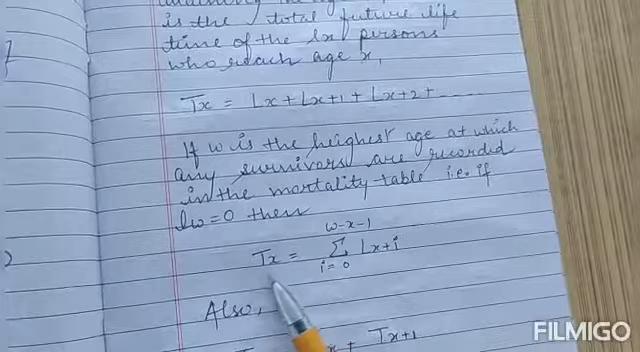 is the total future life
time of the lx persons
who reach age x,
Tx = Lx + Lx+1 + Lx+2 + .....
If w is the heighest age at which
any survivors are recorded
in the mortality table i.e. if
lw = 0 then
w-x-1
Tx = Σ Lx+i
i = 0
Also,
x + Tx+1
FILMIGO